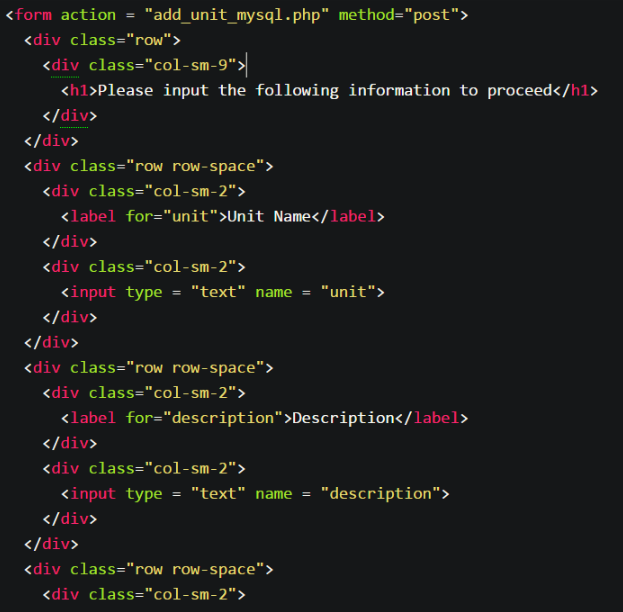 <form action = "add_unit_mysql.php" method="post">
<div class="row">
<div class="col-sm-9">
<h1>Please input the following information to proceed</h1>
</div>
</div>
<div class="row row-space">
<div class="col-sm-2">
<label for="unit">Unit Name</label>
</div>
<div class="col-sm-2">
<input type = "text" name = "unit">
</div>
</div>
<div class="row row-space">
<div class="col-sm-2">
<label for="description">Description</label>
</div>
<div class="col-sm-2">
<input type = "text" name = "description">
</div>
</div>
<div class="row row-space">
<div class="col-sm-2">